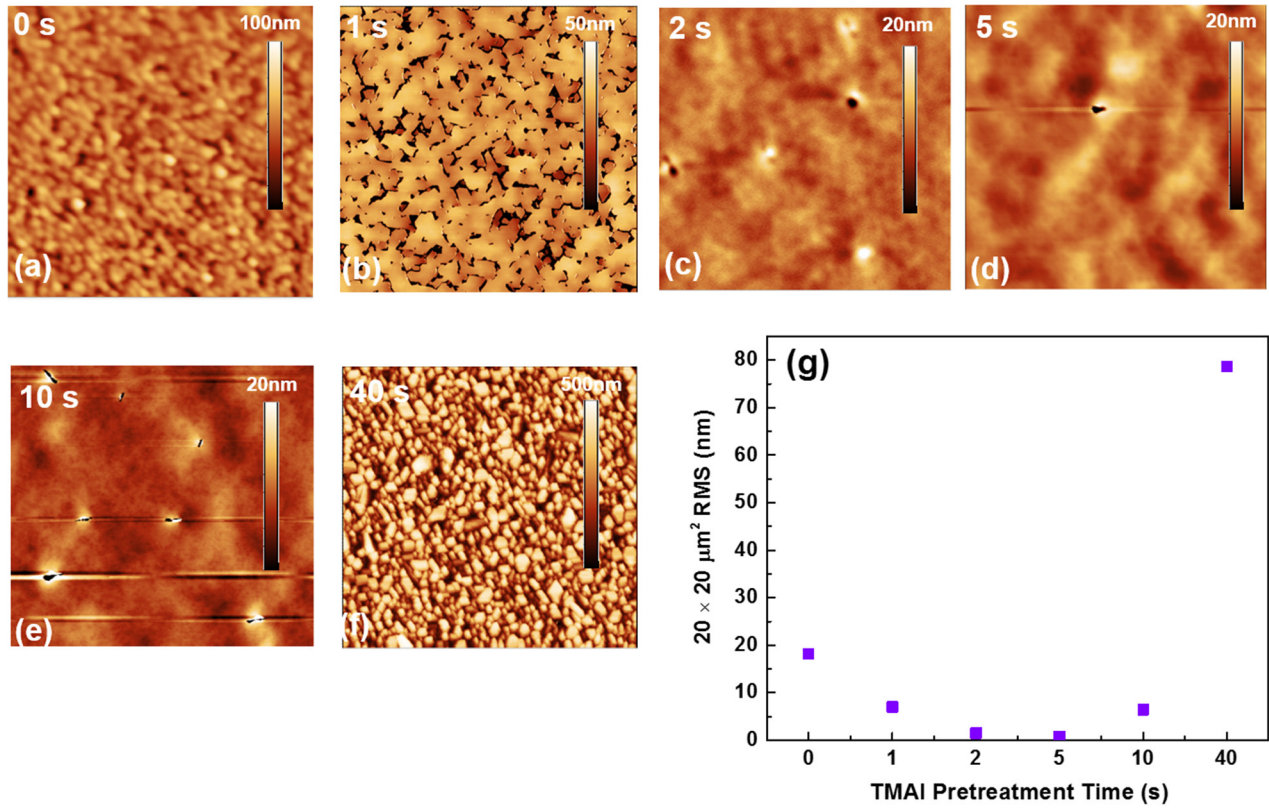 0 s
100nm
(a)
1 s
50nm
(b)
2 s
20nm
(c)
5 s
20nm
(d)
10 s
20nm
(e)
40 s
500nm
(f)
(g)
20 × 20 μm² RMS (nm)
80
70
60
50
40
30
20
10
0
0 1 2 5 10 40
TMAl Pretreatment Time (s)